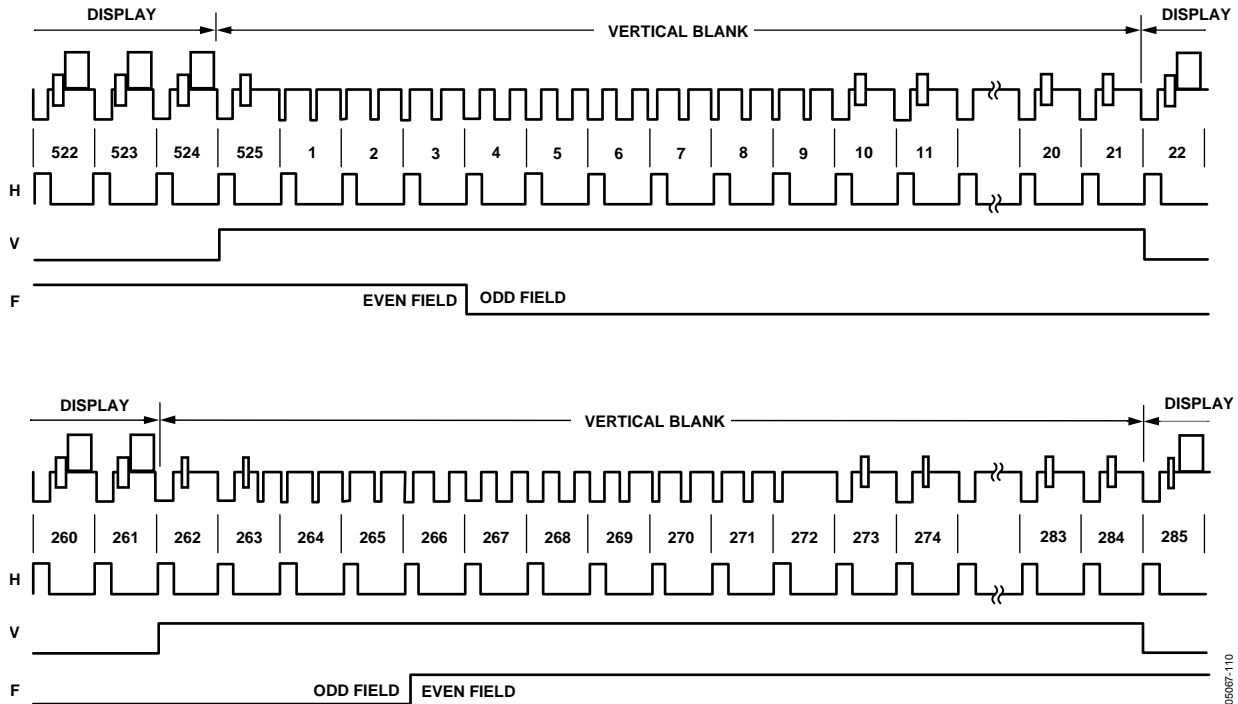 DISPLAY VERTICAL BLANK DISPLAY
522 523 524 525 1 2 3 4 5 6 7 8 9 10 11 20 21 22
H
V
F EVEN FIELD ODD FIELD
DISPLAY VERTICAL BLANK DISPLAY
260 261 262 263 264 265 266 267 268 269 270 271 272 273 274 283 284 285
H
V
F ODD FIELD EVEN FIELD
05067-110